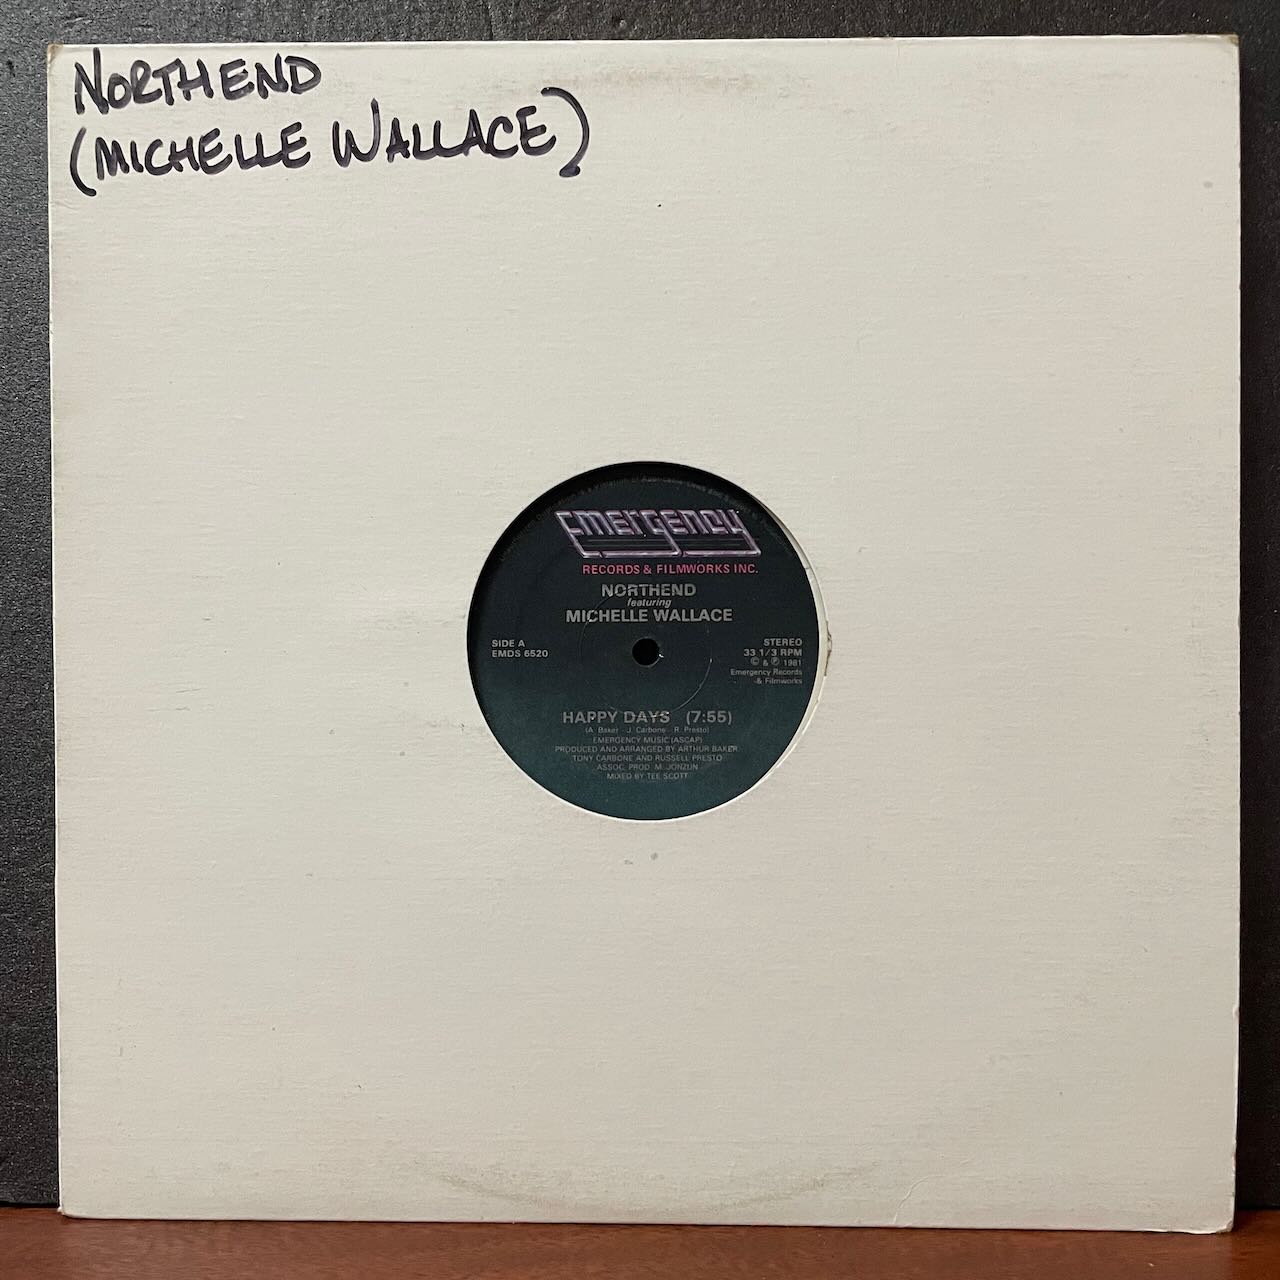 NORTHEND
(MICHELLE WALLACE)
Emergency
RECORDS & FILMWORKS INC.
NORTHEND
featuring
MICHELLE WALLACE
SIDE A
EMDS 6520
STEREO
33 1/3 RPM
© & ℗ 1981
Emergency Records
& Filmworks
HAPPY DAYS (7:55)
(A. Baker - J. Carbone - R. Presto)
EMERGENCY MUSIC (ASCAP)
PRODUCED AND ARRANGED BY ARTHUR BAKER
TONY CARBONE AND RUSSELL PRESTO
ASSOC. PROD. M. JONZUN
MIXED BY TEE SCOTT